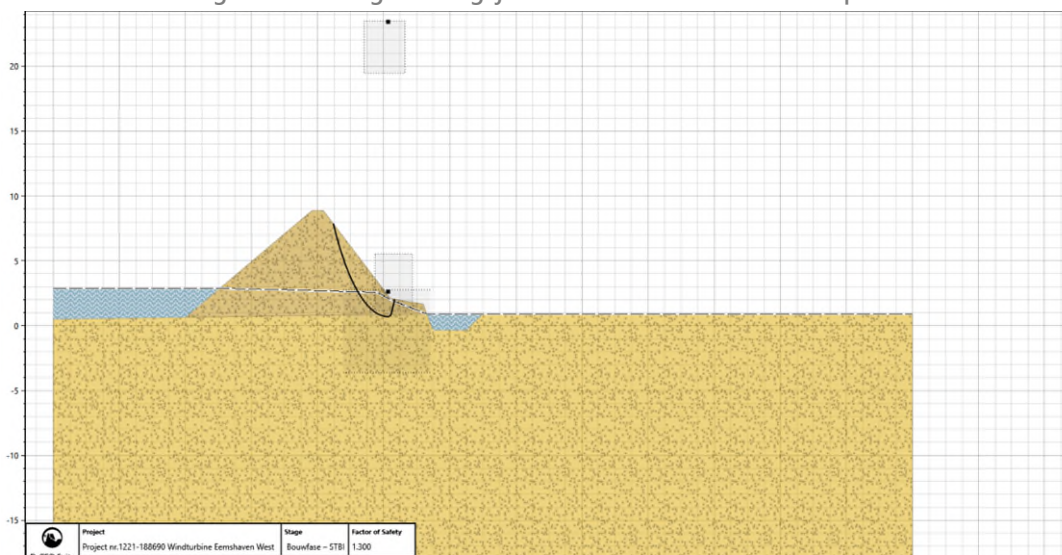 20
15
10
5
0
-5
-10
-15
Project
Stage
Factor of Safety
Project nr.1221-188690 Windturbine Eemshaven West
Bouwfase – STBI
1.300